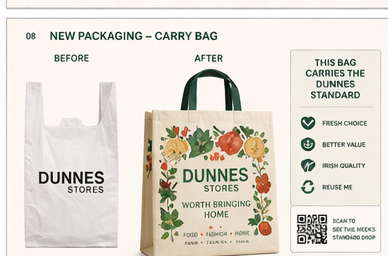 08 NEW PACKAGING – CARRY BAG
BEFORE
AFTER
DUNNES
STORES
DUNNES
STORES
WORTH BRINGING
HOME
FOOD • FASHION • HOME
THIS BAG
CARRIES THE
DUNNES
STANDARD
FRESH CHOICE
BETTER VALUE
IRISH QUALITY
REUSE ME
SCAN TO
SEE THIS WEEK'S
STANDARD DROP